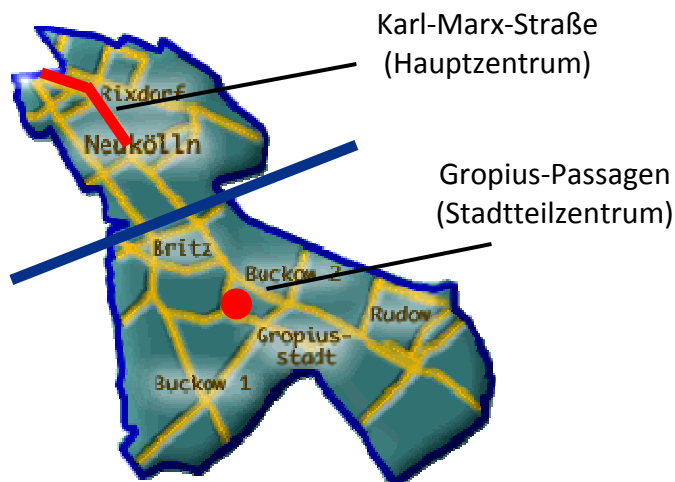 Karl-Marx-Straße
(Hauptzentrum)
Rixdorf
Neukölln
Gropius-Passagen
(Stadtteilzentrum)
Britz
Buckow 2
Rudow
Gropius-
stadt
Buckow 1